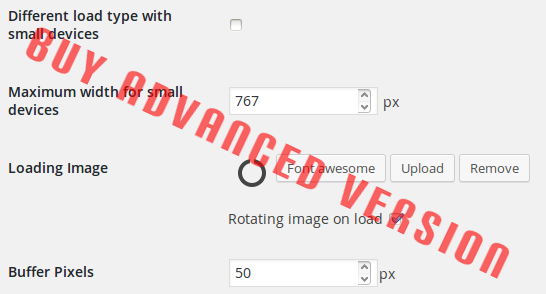 Different load type with
small devices
Maximum width for small
devices
767 px
Loading Image
Font awesome Upload Remove
Rotating image on load
Buffer Pixels
50 px
BUY ADVANCED VERSION